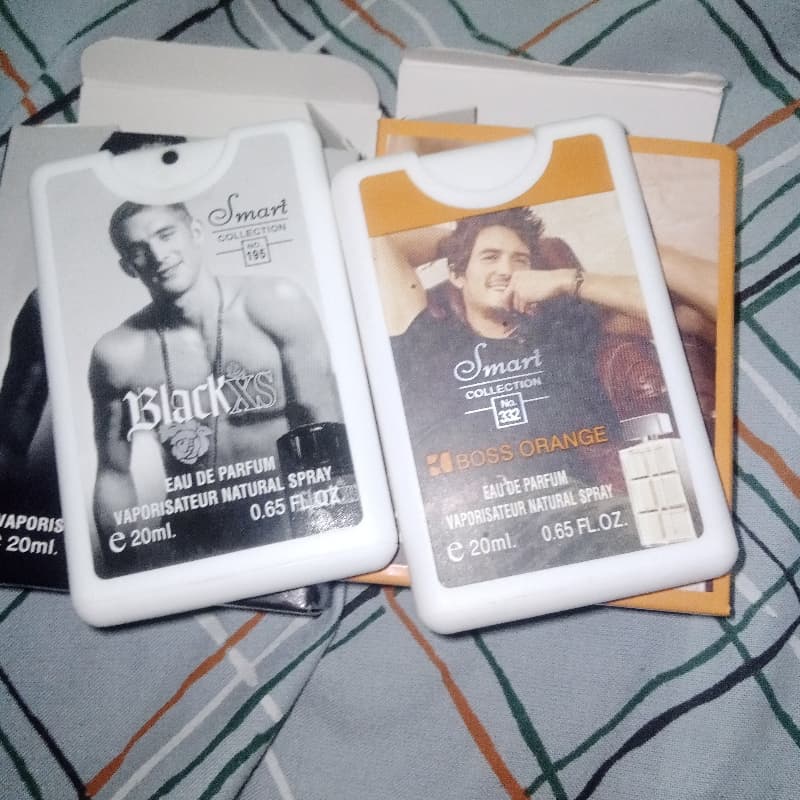 Smart
COLLECTION
NO.
195
BlackXS
EAU DE PARFUM
VAPORISATEUR NATURAL SPRAY
0.65 FL.OZ.
e 20ml.
Smart
COLLECTION
No.
332
BOSS ORANGE
EAU DE PARFUM
VAPORISATEUR NATURAL SPRAY
e 20ml. 0.65 FL.OZ.
VAPORIS
20ml.